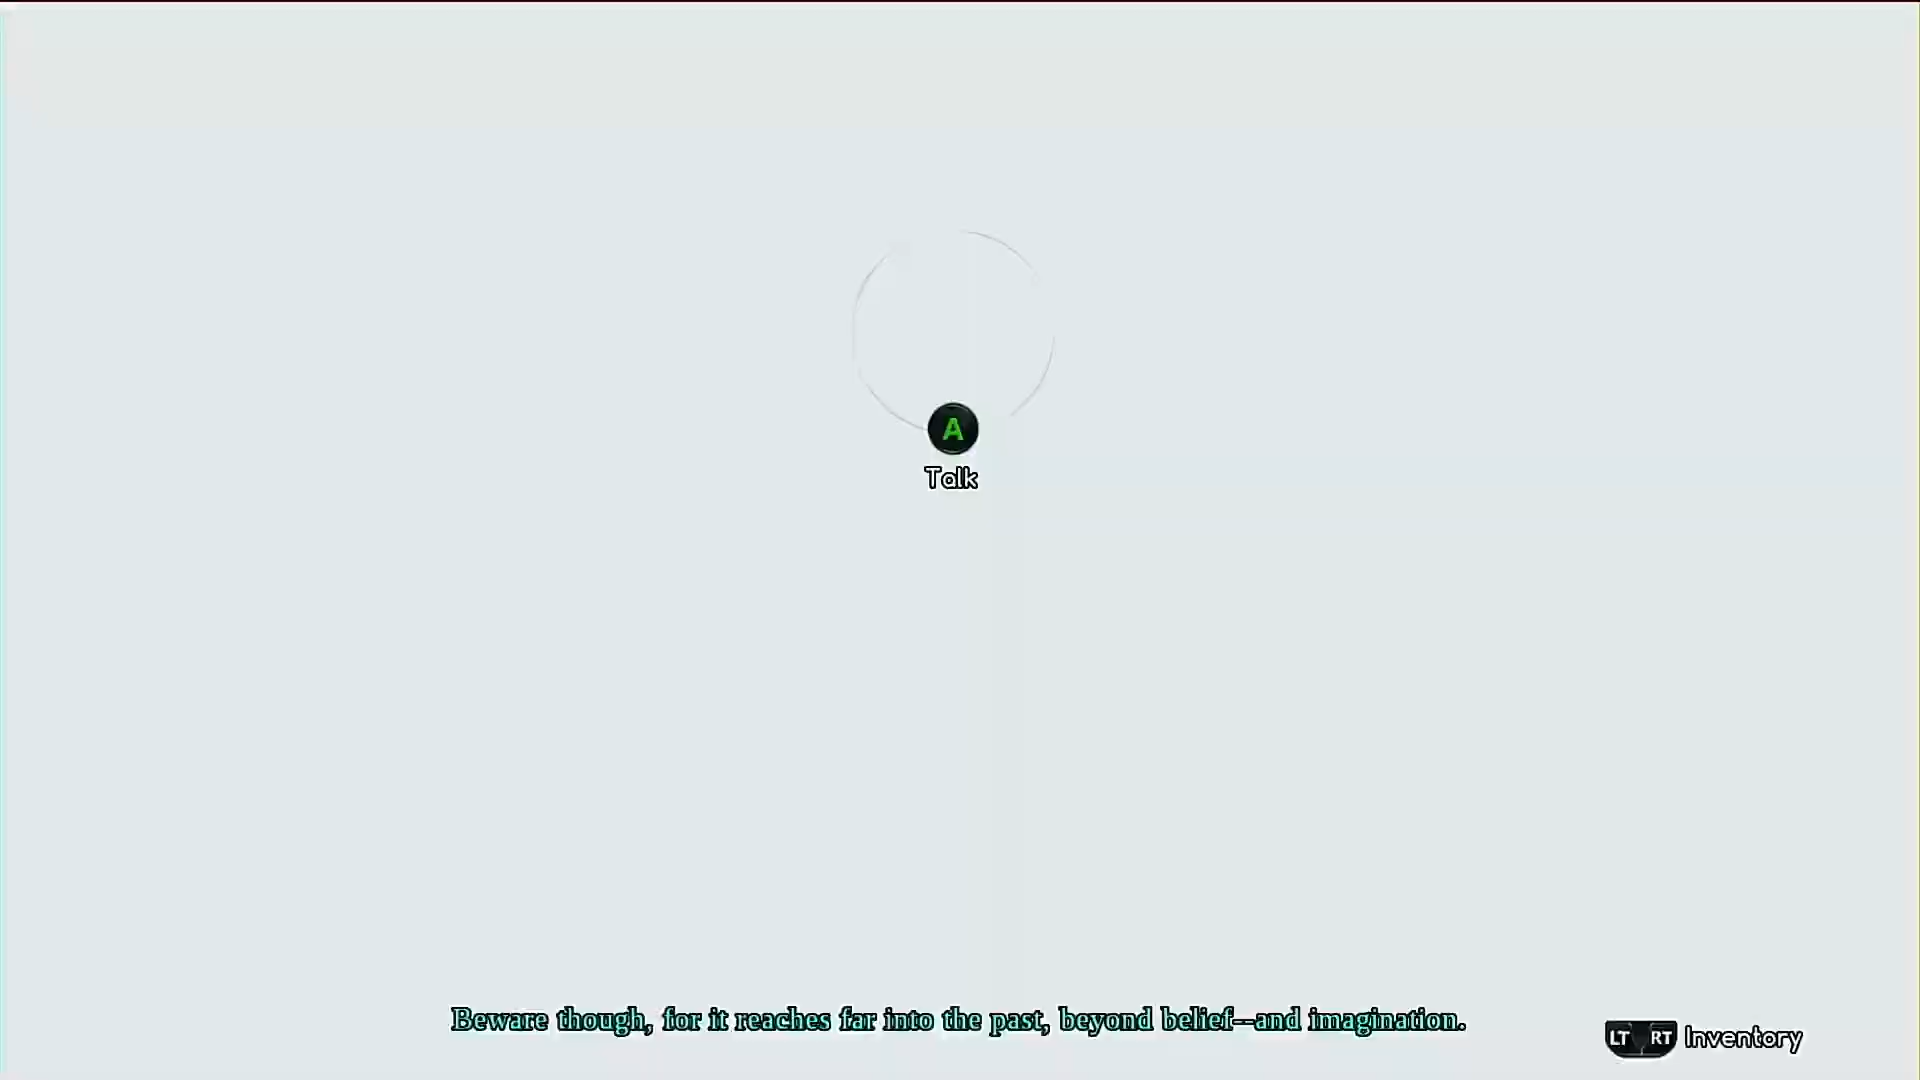 A
Talk
Beware though, for it reaches far into the past, beyond belief--and imagination.
LT RT Inventory